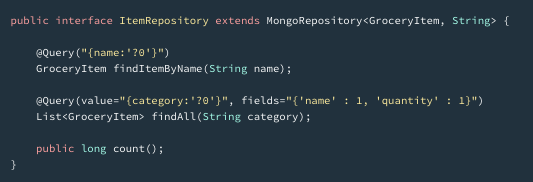 public interface ItemRepository extends MongoRepository<GroceryItem, String> {
@Query("{name:'?0'}")
GroceryItem findItemByName(String name);
@Query(value="{category:'?0'}", fields="{'name' : 1, 'quantity' : 1}")
List<GroceryItem> findAll(String category);
public long count();
}